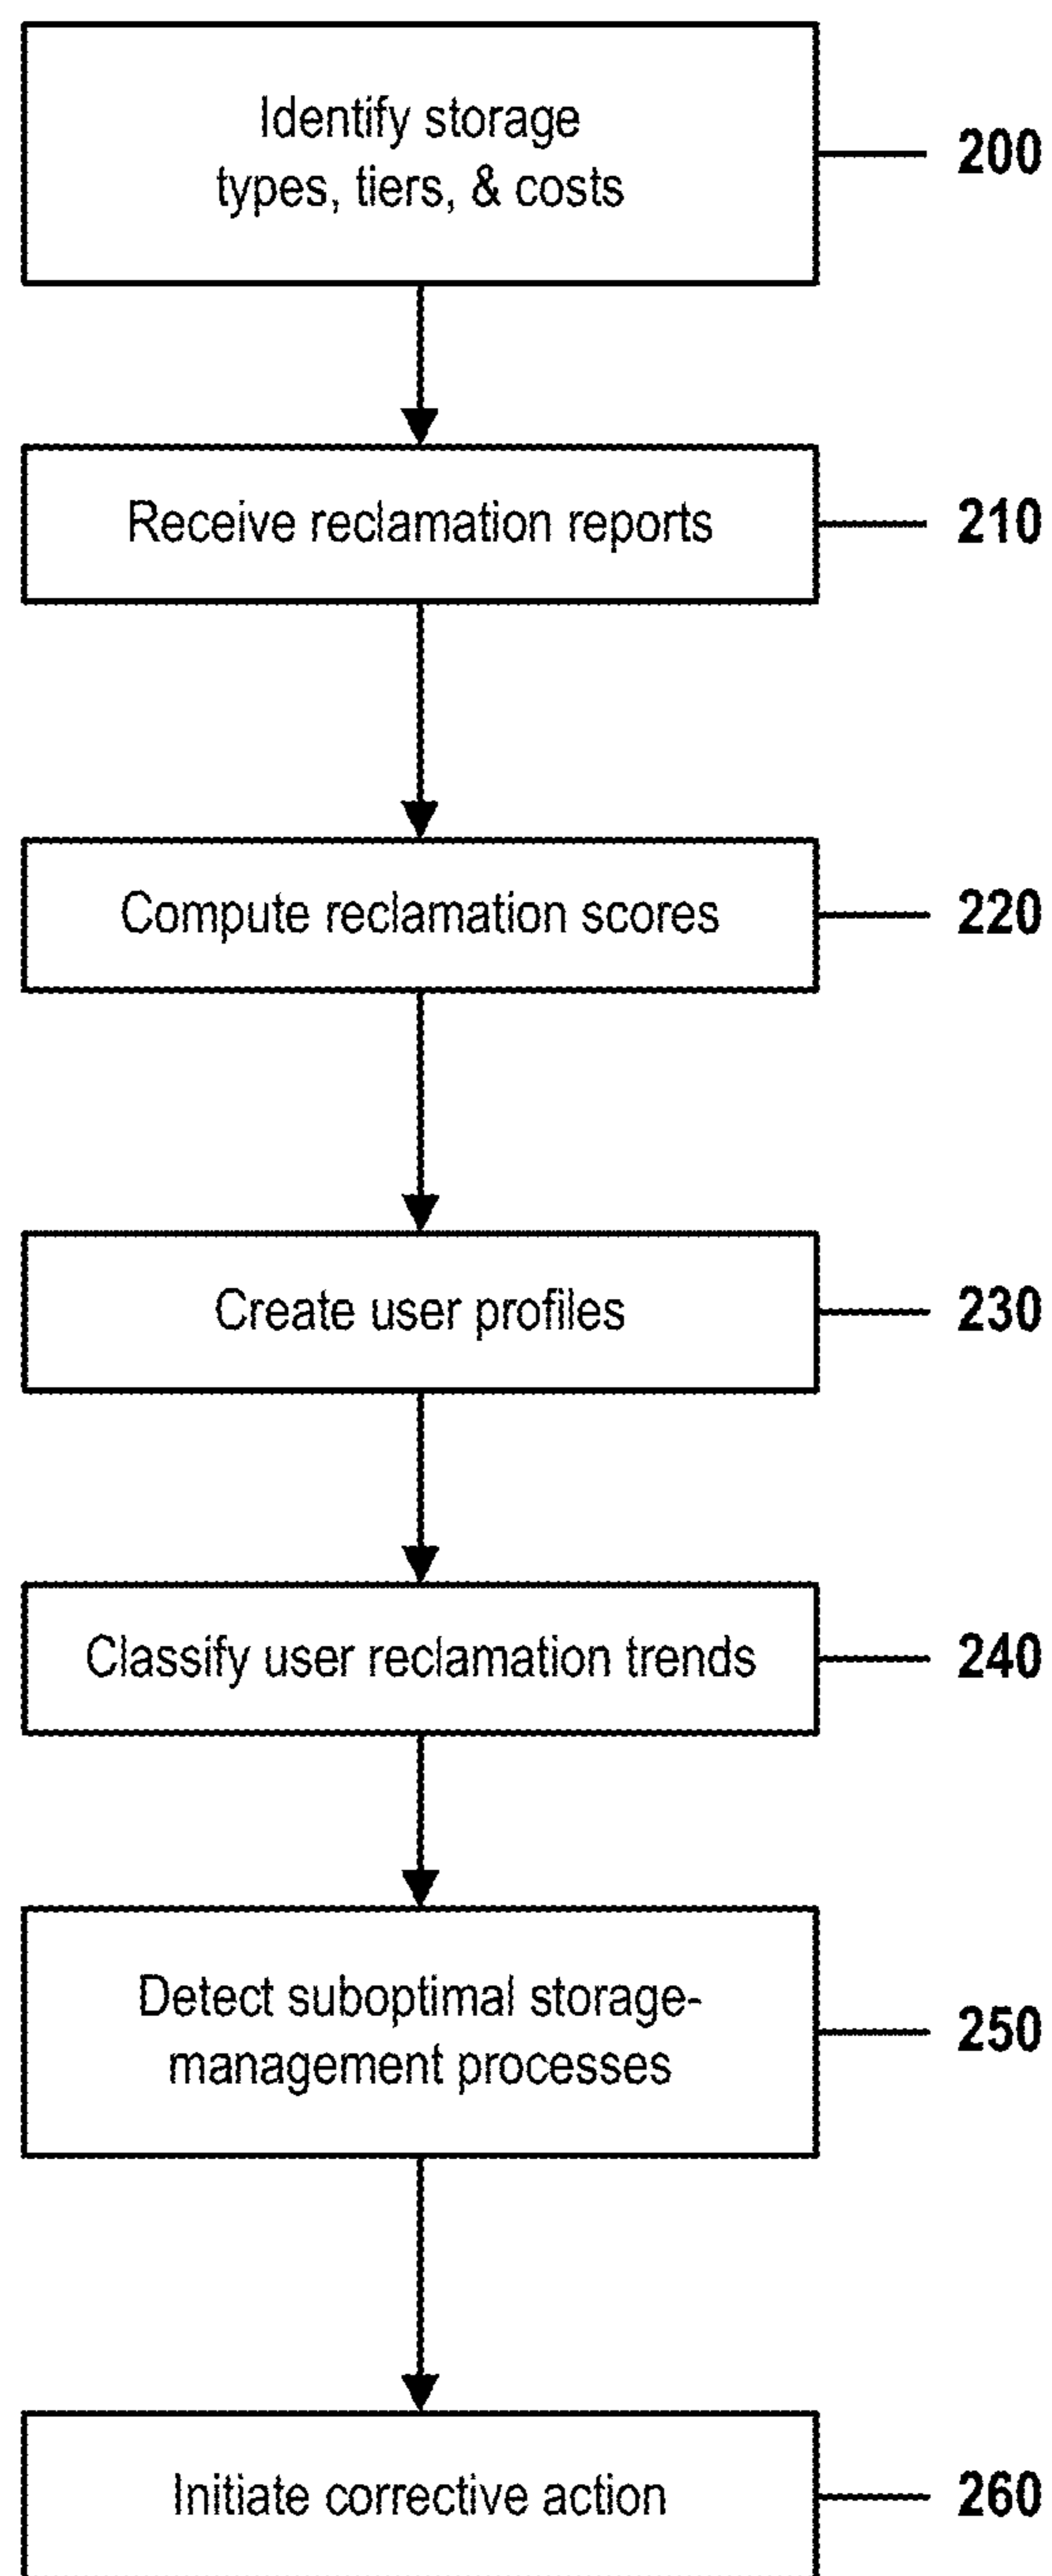 Identify storage
types, tiers, & costs
200
Receive reclamation reports
210
Compute reclamation scores
220
Create user profiles
230
Classify user reclamation trends
240
Detect suboptimal storage-
management processes
250
Initiate corrective action
260